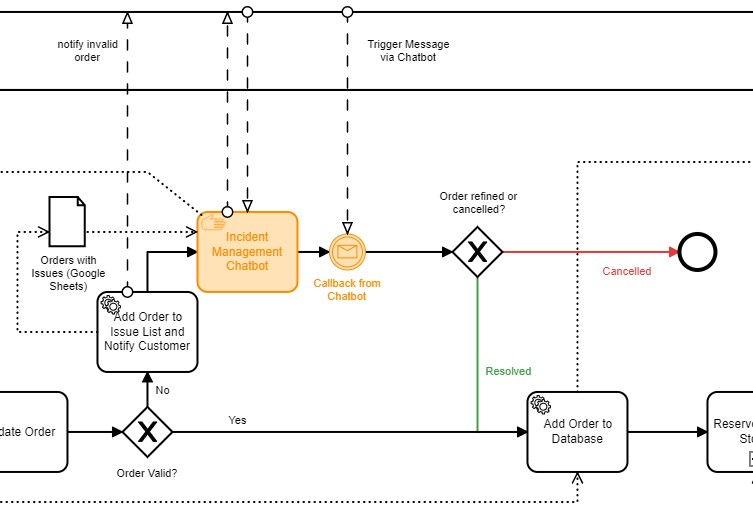 notify invalid
order
Trigger Message
via Chatbot
Order refined or
cancelled?
Orders with
Issues (Google
Sheets)
Incident
Management
Chatbot
Callback from
Chatbot
Cancelled
Add Order to
Issue List and
Notify Customer
Resolved
No
Yes
date Order
Order Valid?
Add Order to
Database
Reserve
Sto